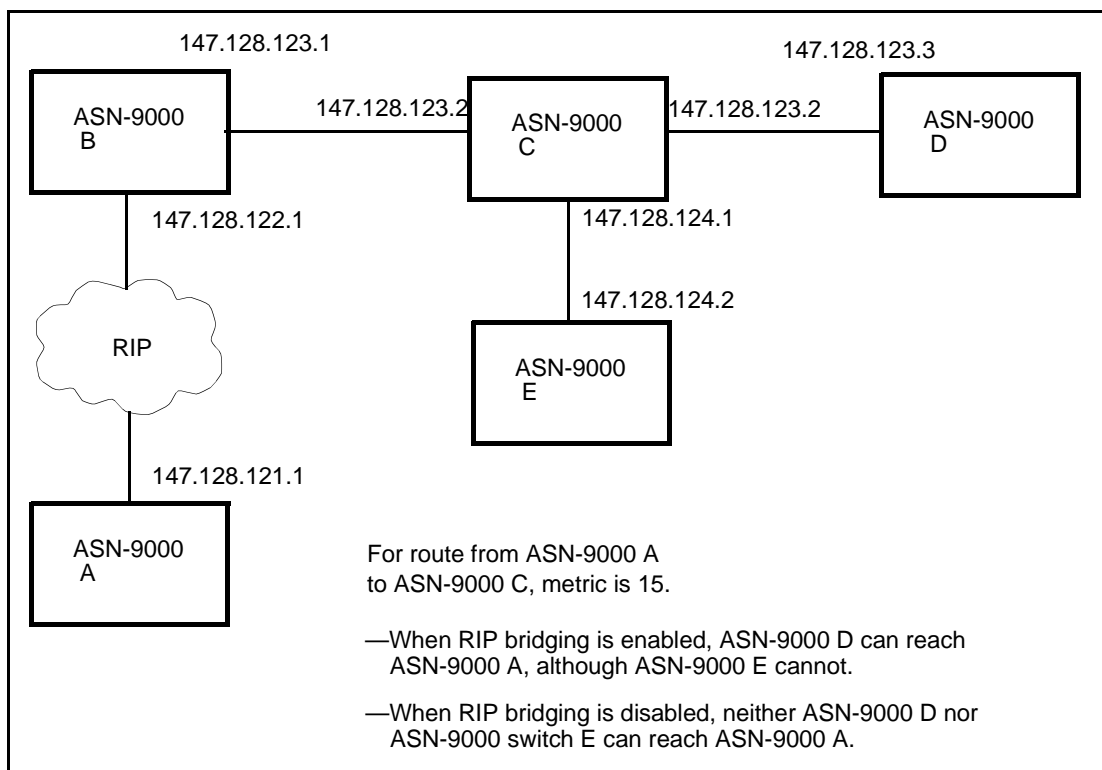 147.128.123.1
147.128.123.3
ASN-9000
B
147.128.123.2
ASN-9000
C
147.128.123.2
ASN-9000
D
147.128.122.1
147.128.124.1
147.128.124.2
RIP
ASN-9000
E
147.128.121.1
ASN-9000
A
For route from ASN-9000 A
to ASN-9000 C, metric is 15.
—When RIP bridging is enabled, ASN-9000 D can reach
ASN-9000 A, although ASN-9000 E cannot.
—When RIP bridging is disabled, neither ASN-9000 D nor
ASN-9000 switch E can reach ASN-9000 A.